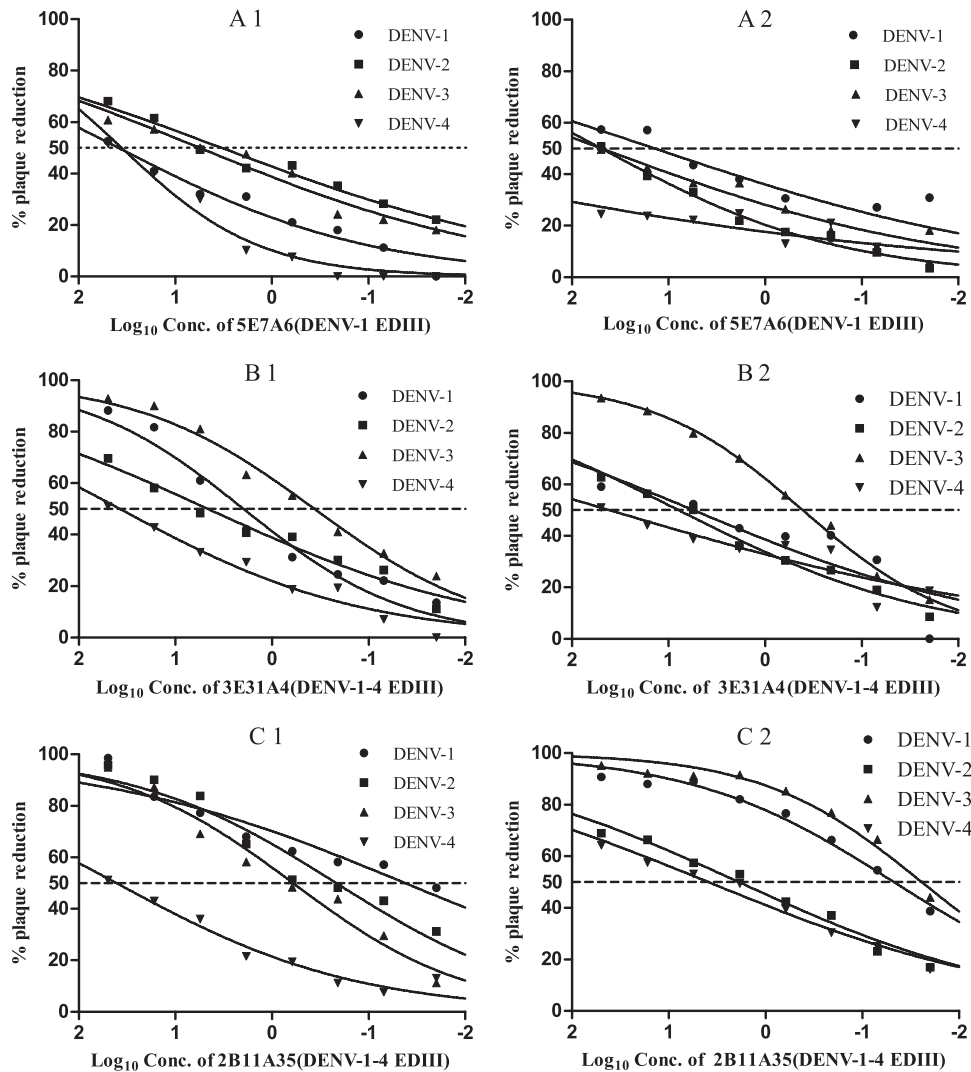 A 1
100
80
60
50
40
20
0
% plaque reduction
DENV-1
DENV-2
DENV-3
DENV-4
2 1 0 -1 -2
Log10 Conc. of 5E7A6(DENV-1 EDIII)
A 2
100
80
60
50
40
20
0
% plaque reduction
DENV-1
DENV-2
DENV-3
DENV-4
2 1 0 -1 -2
Log10 Conc. of 5E7A6(DENV-1 EDIII)
B 1
100
80
60
50
40
20
0
% plaque reduction
DENV-1
DENV-2
DENV-3
DENV-4
2 1 0 -1 -2
Log10 Conc. of 3E31A4(DENV-1-4 EDIII)
B 2
100
80
60
50
40
20
0
% plaque reduction
DENV-1
DENV-2
DENV-3
DENV-4
2 1 0 -1 -2
Log10 Conc. of 3E31A4(DENV-1-4 EDIII)
C 1
100
80
60
50
40
20
0
% plaque reduction
DENV-1
DENV-2
DENV-3
DENV-4
2 1 0 -1 -2
Log10 Conc. of 2B11A35(DENV-1-4 EDIII)
C 2
100
80
60
50
40
20
0
% plaque reduction
DENV-1
DENV-2
DENV-3
DENV-4
2 1 0 -1 -2
Log10 Conc. of 2B11A35(DENV-1-4 EDIII)